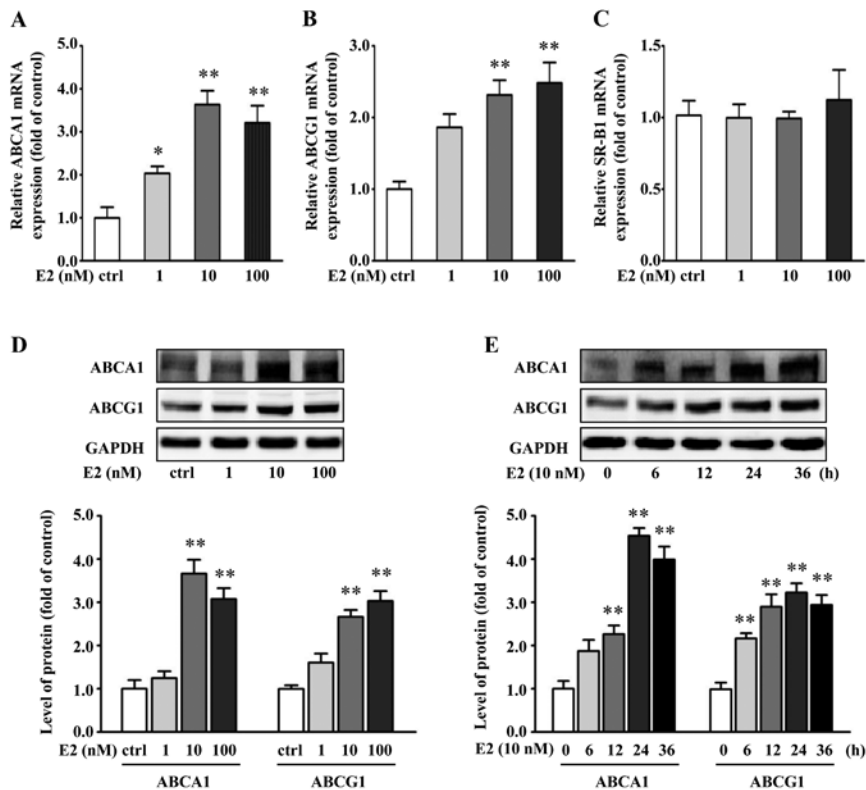 A
Relative ABCA1 mRNA
expression (fold of control)
5.0
4.0
3.0
2.0
1.0
0.0
*
**
**
E2 (nM) ctrl 1 10 100
B
Relative ABCG1 mRNA
expression (fold of control)
3.0
2.0
1.0
0.0
**
**
E2 (nM) ctrl 1 10 100
C
Relative SR-B1 mRNA
expression (fold of control)
1.5
1.0
0.5
0.0
E2 (nM) ctrl 1 10 100
D
ABCA1
ABCG1
GAPDH
E2 (nM) ctrl 1 10 100
Level of protein (fold of control)
5.0
4.0
3.0
2.0
1.0
0.0
**
**
**
**
E2 (nM) ctrl 1 10 100 ctrl 1 10 100
ABCA1 ABCG1
E
ABCA1
ABCG1
GAPDH
E2 (10 nM) 0 6 12 24 36 (h)
Level of protein (fold of control)
5.0
4.0
3.0
2.0
1.0
0.0
**
**
**
**
**
**
**
E2 (10 nM) 0 6 12 24 36 0 6 12 24 36 (h)
ABCA1 ABCG1